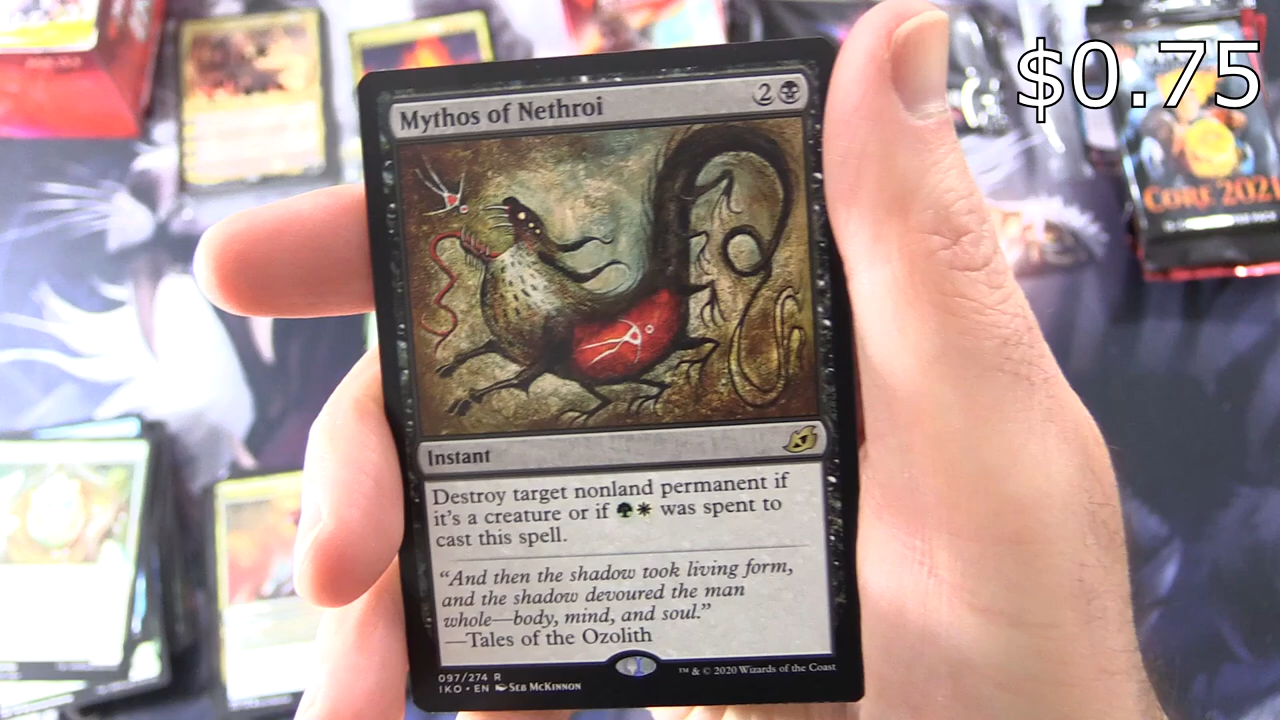 $0.75
Mythos of Nethroi 2
Instant
Destroy target nonland permanent if
it's a creature or if was spent to
cast this spell.
“And then the shadow took living form,
and the shadow devoured the man
whole—body, mind, and soul.”
—Tales of the Ozolith
097/274 R
IKO • EN Seb McKinnon
™ & © 2020 Wizards of the Coast
CORE 2021